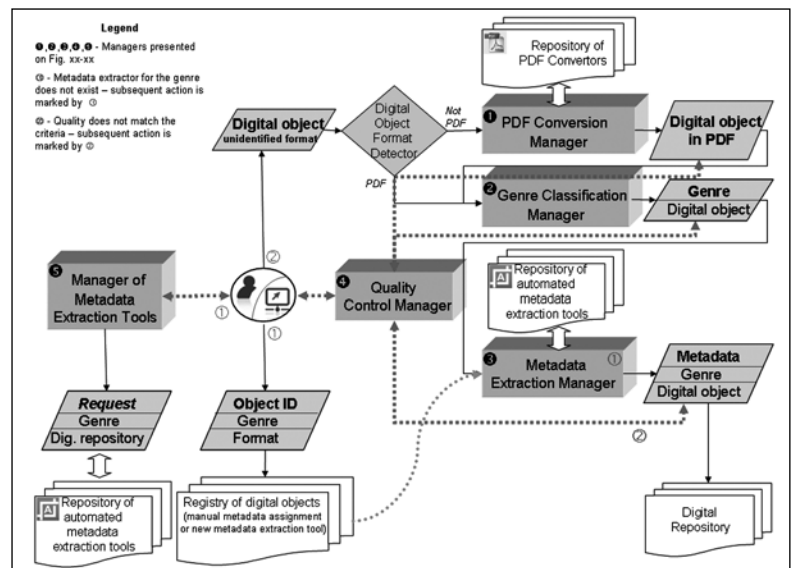 Legend
❶,❷,❸,❹,❺ - Managers presented
on Fig. xx-xx
① - Metadata extractor for the genre
does not exist – subsequent action is
marked by ①
② - Quality does not match the
criteria – subsequent action is
marked by ②
Repository of
PDF Convertors
Digital object
unidentified format
Digital
Object
Format
Detector
Not
PDF
PDF
❶ PDF Conversion
Manager
Digital object
in PDF
❷ Genre Classification
Manager
Genre
Digital object
②
❺ Manager of
Metadata
Extraction Tools
①
①
❹ Quality
Control Manager
AI
Repository of
automated
metadata
extraction tools
❸ Metadata ①
Extraction Manager
Metadata
Genre
Digital object
②
Request
Genre
Dig. repository
Object ID
Genre
Format
AI
Repository of
automated
metadata
extraction tools
Registry of digital objects
(manual metadata assignment
or new metadata extraction tool)
Digital
Repository